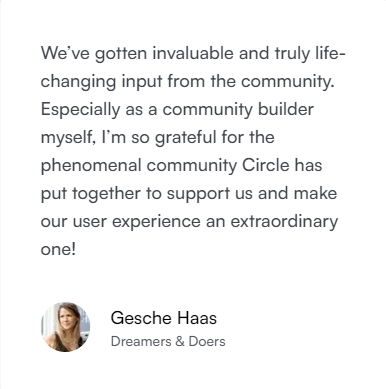 We’ve gotten invaluable and truly life-
changing input from the community.
Especially as a community builder
myself, I’m so grateful for the
phenomenal community Circle has
put together to support us and make
our user experience an extraordinary
one!
Gesche Haas
Dreamers & Doers